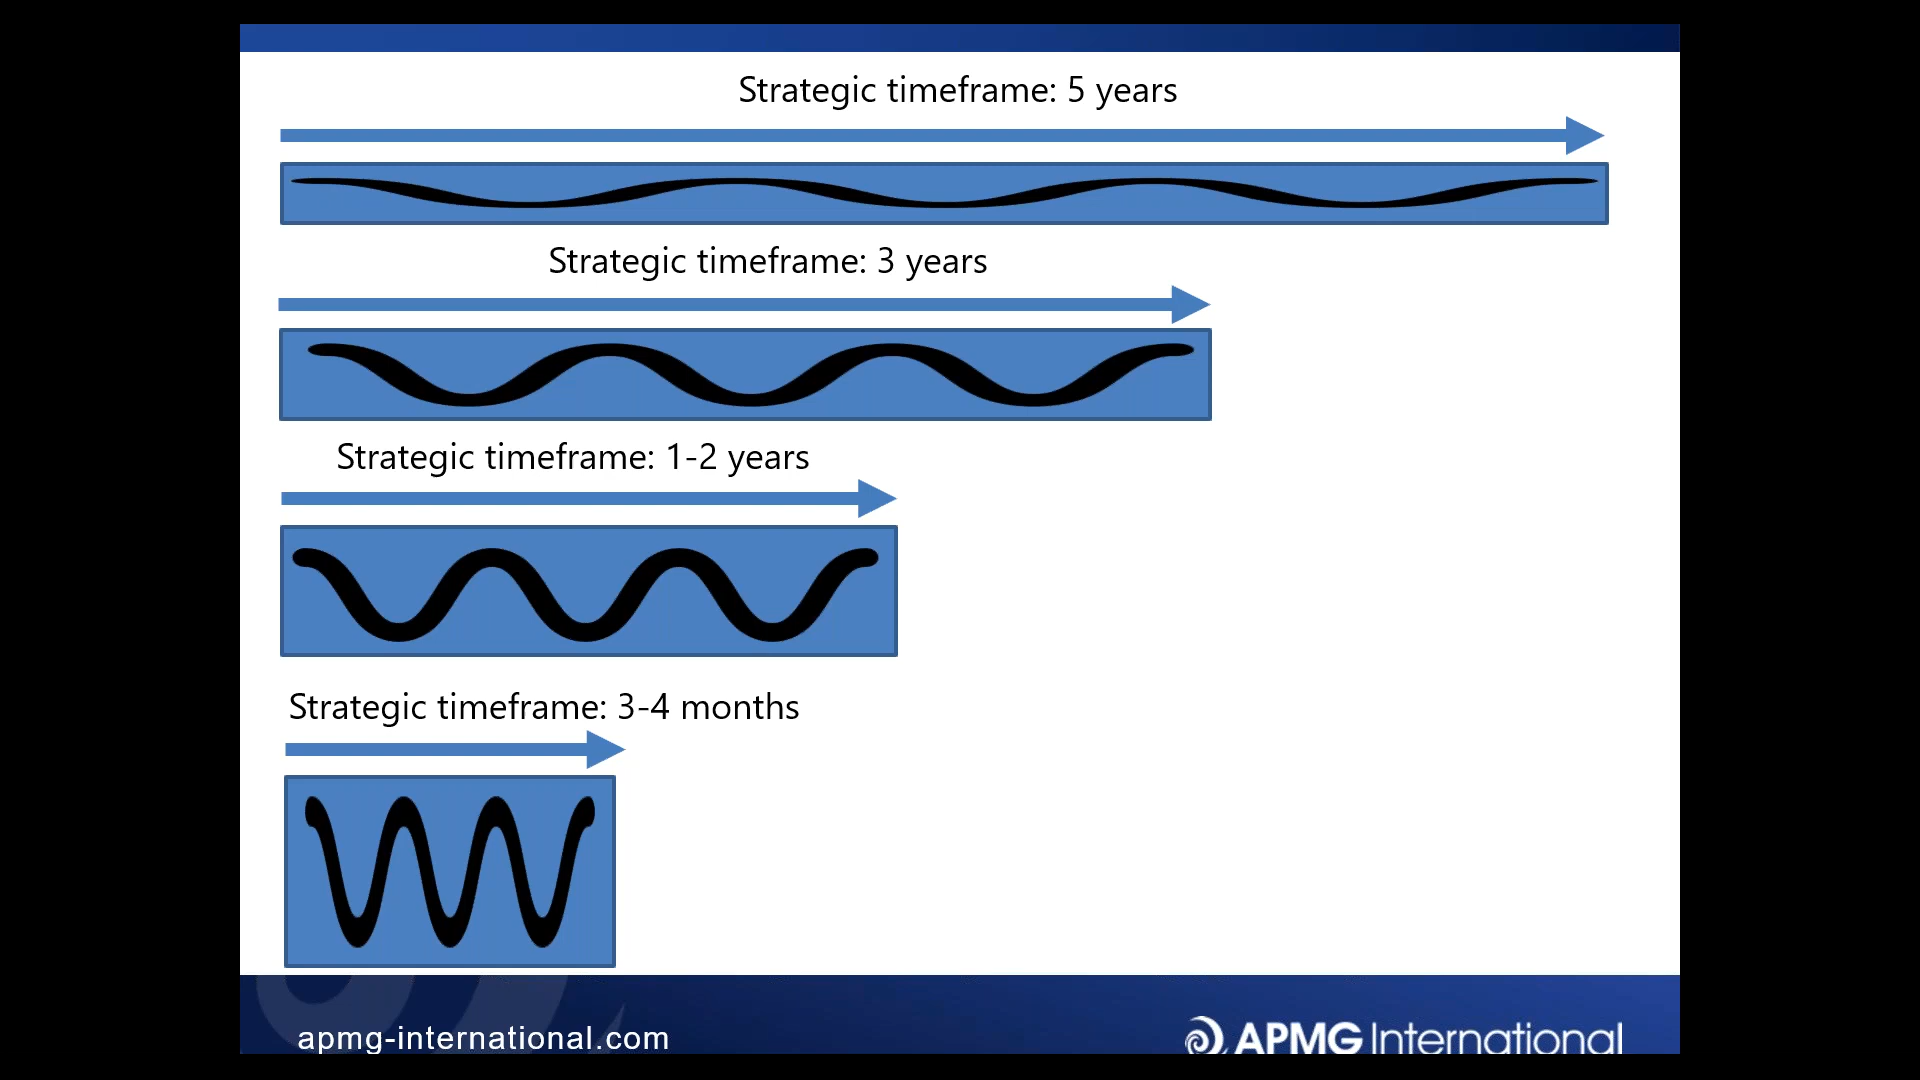 Strategic timeframe: 5 years
Strategic timeframe: 3 years
Strategic timeframe: 1-2 years
Strategic timeframe: 3-4 months
apmg-international.com
APMG International